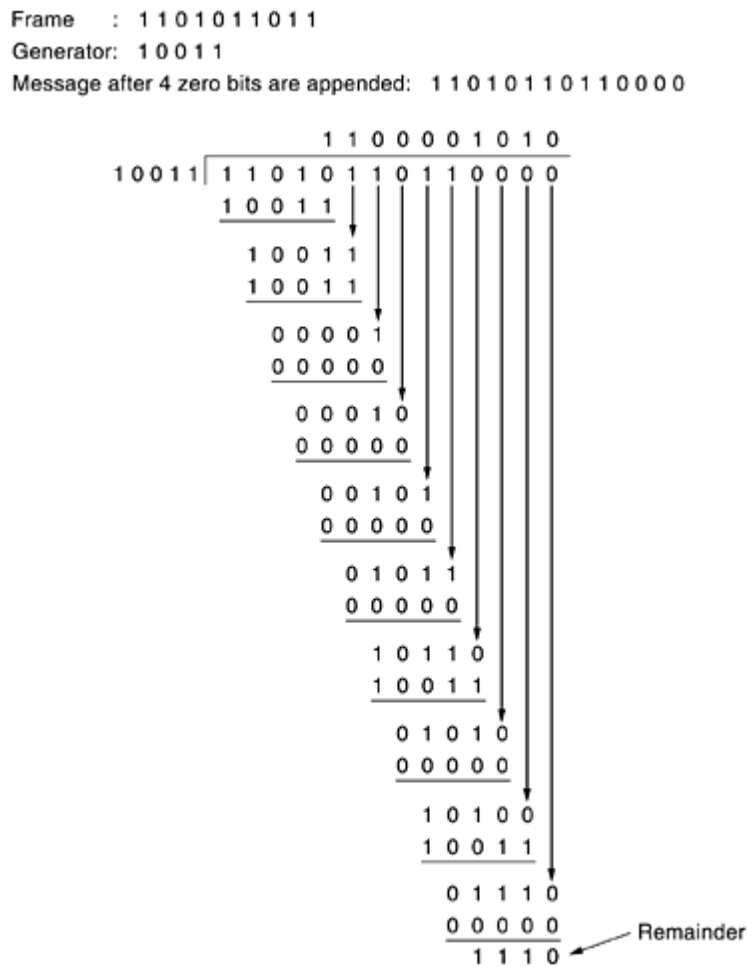 Frame : 1 1 0 1 0 1 1 0 1 1
Generator: 1 0 0 1 1
Message after 4 zero bits are appended: 1 1 0 1 0 1 1 0 1 1 0 0 0 0
1 1 0 0 0 0 1 0 1 0
1 0 0 1 1 1 1 0 1 0 1 1 0 1 1 0 0 0 0
1 0 0 1 1
1 0 0 1 1
1 0 0 1 1
0 0 0 0 1
0 0 0 0 0
0 0 0 1 0
0 0 0 0 0
0 0 1 0 1
0 0 0 0 0
0 1 0 1 1
0 0 0 0 0
1 0 1 1 0
1 0 0 1 1
0 1 0 1 0
0 0 0 0 0
1 0 1 0 0
1 0 0 1 1
0 1 1 1 0
0 0 0 0 0
Remainder
1 1 1 0